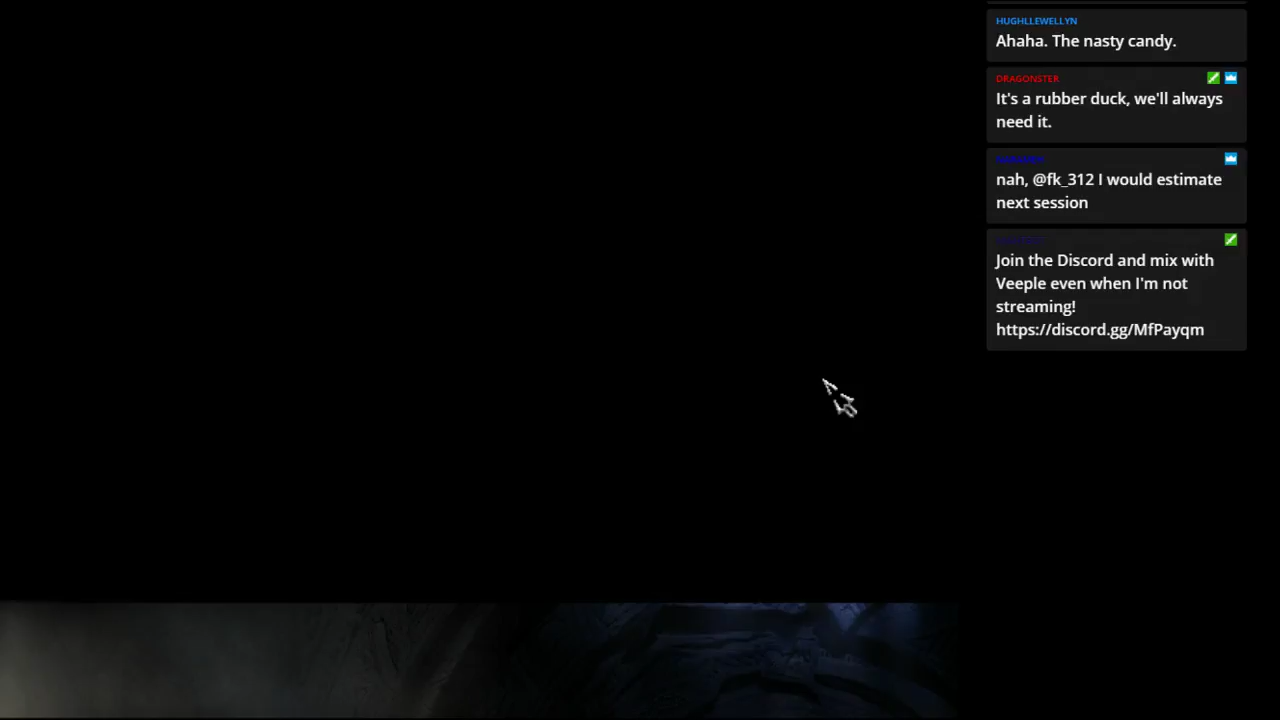 HUGHLLEWELLYN
Ahaha. The nasty candy.
DRAGONSTER
It's a rubber duck, we'll always
need it.
nah, @fk_312 I would estimate
next session
Join the Discord and mix with
Veeple even when I'm not
streaming!
https://discord.gg/MfPayqm